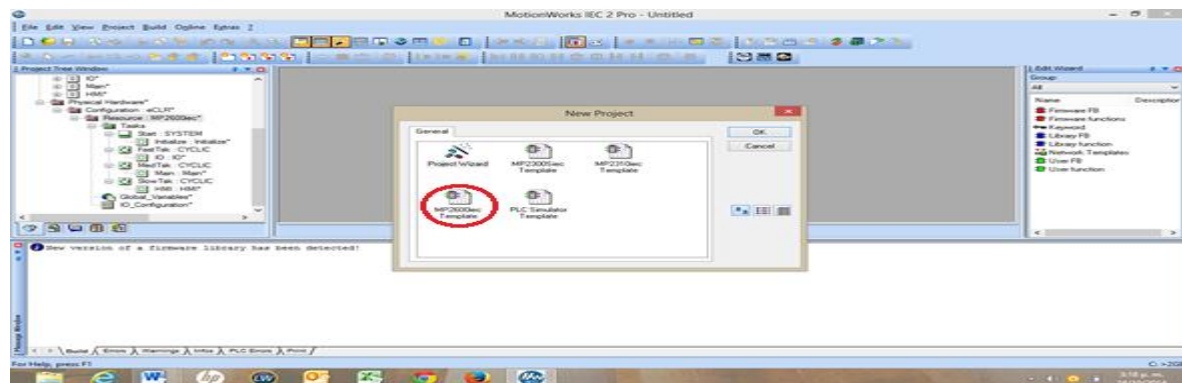 MotionWorks IEC 2 Pro - Untitled
File Edit View Project Build Online Extras ?
Project Tree Window
IO*
Main*
HMI*
Physical Hardware*
Configuration : eCLR*
Resource : MP2600iec*
Tasks
Start : SYSTEM
Initialize : Initialize*
FastTsk : CYCLIC
IO : IO*
MedTsk : CYCLIC
Main : Main*
SlowTsk : CYCLIC
HMI : HMI*
Global_Variables*
IO_Configuration*
New Project
General
Project Wizard
MP2300Siec Template
MP2310iec Template
MP2600iec Template
PLC Simulator Template
OK
Cancel
Edit Wizard
Group:
All
Name Description
Firmware FB
Firmware functions
Keyword
Library FB
Library function
Network Templates
User FB
User function
New version of a firmware library has been detected!
Build Errors Warnings Infos PLC Errors Print
For Help, press F1